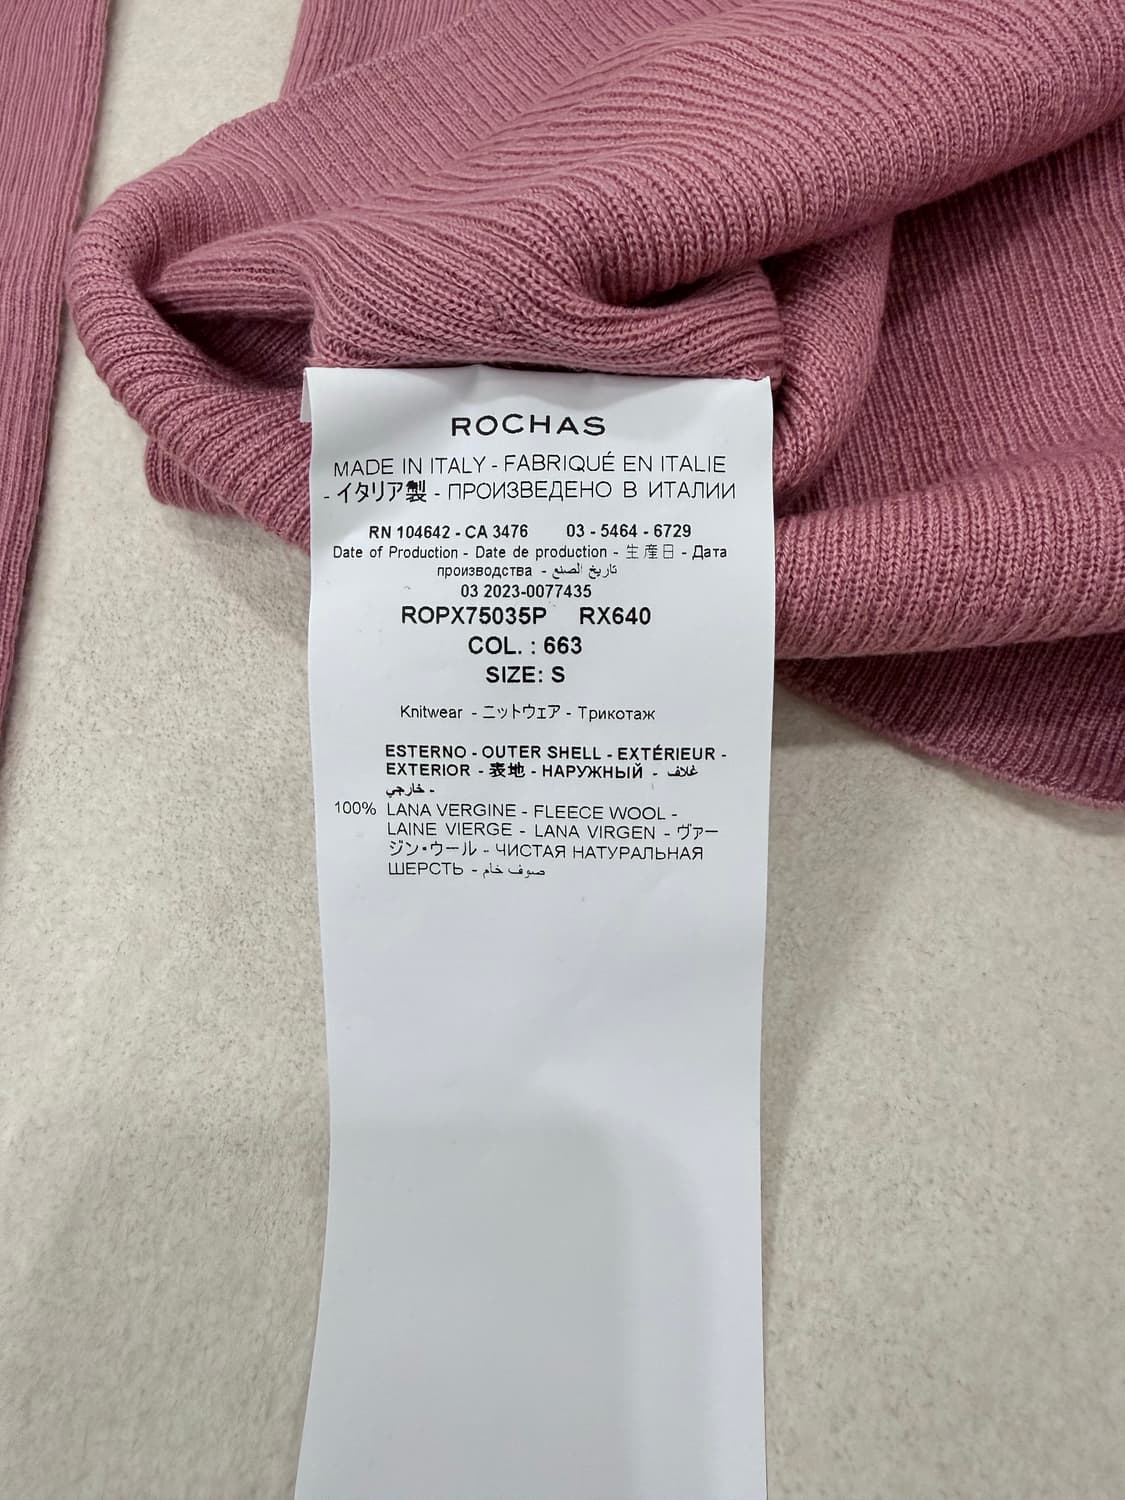 ROCHAS
MADE IN ITALY - FABRIQUÉ EN ITALIE
- イタリア製 - ПРОИЗВЕДЕНО В ИТАЛИИ
RN 104642 - CA 3476 03 - 5464 - 6729
Date of Production - Date de production - 生産日 - Дата
производства - تاريخ الصنع
03 2023-0077435
ROPX75035P RX640
COL. : 663
SIZE: S
Knitwear - ニットウェア - Трикотаж
ESTERNO - OUTER SHELL - EXTÉRIEUR -
EXTERIOR - 表地 - НАРУЖНЫЙ - غلاف
خارجي -
100% LANA VERGINE - FLEECE WOOL -
LAINE VIERGE - LANA VIRGEN - ヴァー
ジン・ウール - ЧИСТАЯ НАТУРАЛЬНАЯ
ШЕРСТЬ - صوف خام